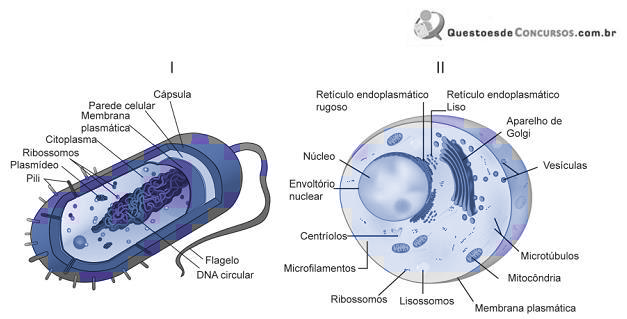 QuestoesdeCONCURSOS.com.br
I
Cápsula
Parede celular
Membrana
plasmática
Citoplasma
Ribossomos
Plasmídeo
Pili
Flagelo
DNA circular
II
Retículo endoplasmático
rugoso
Retículo endoplasmático
Liso
Aparelho de
Golgi
Núcleo
Vesículas
Envoltório
nuclear
Centríolos
Microtúbulos
Microfilamentos
Mitocôndria
Ribossomos
Lisossomos
Membrana plasmática